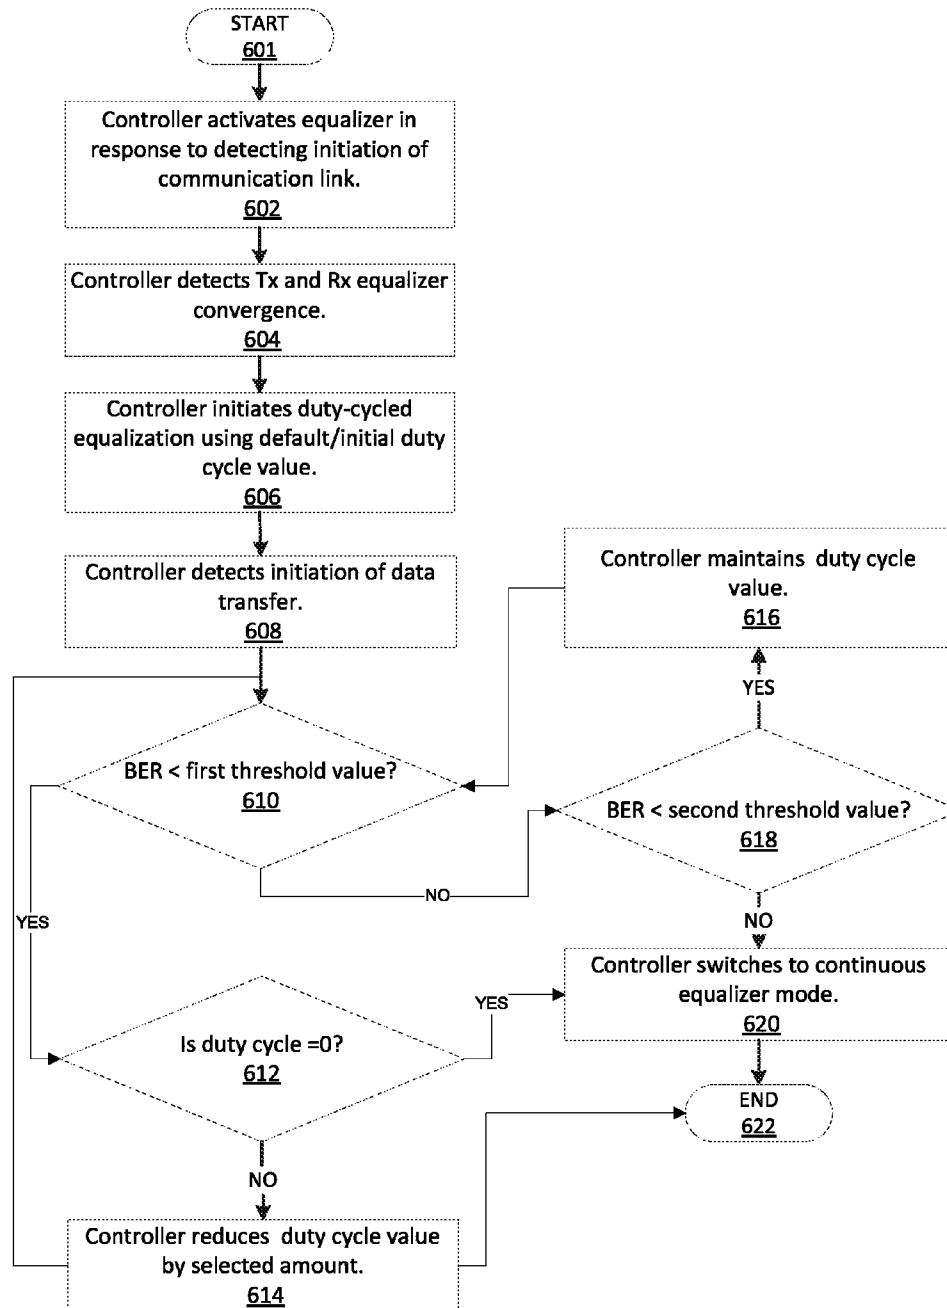 START
601
Controller activates equalizer in
response to detecting initiation of
communication link.
602
Controller detects Tx and Rx equalizer
convergence.
604
Controller initiates duty-cycled
equalization using default/initial duty
cycle value.
606
Controller detects initiation of data
transfer.
608
Controller maintains duty cycle
value.
616
YES
BER < first threshold value?
610
BER < second threshold value?
618
NO
YES
NO
Controller switches to continuous
equalizer mode.
620
YES
Is duty cycle =0?
612
END
622
NO
Controller reduces duty cycle value
by selected amount.
614